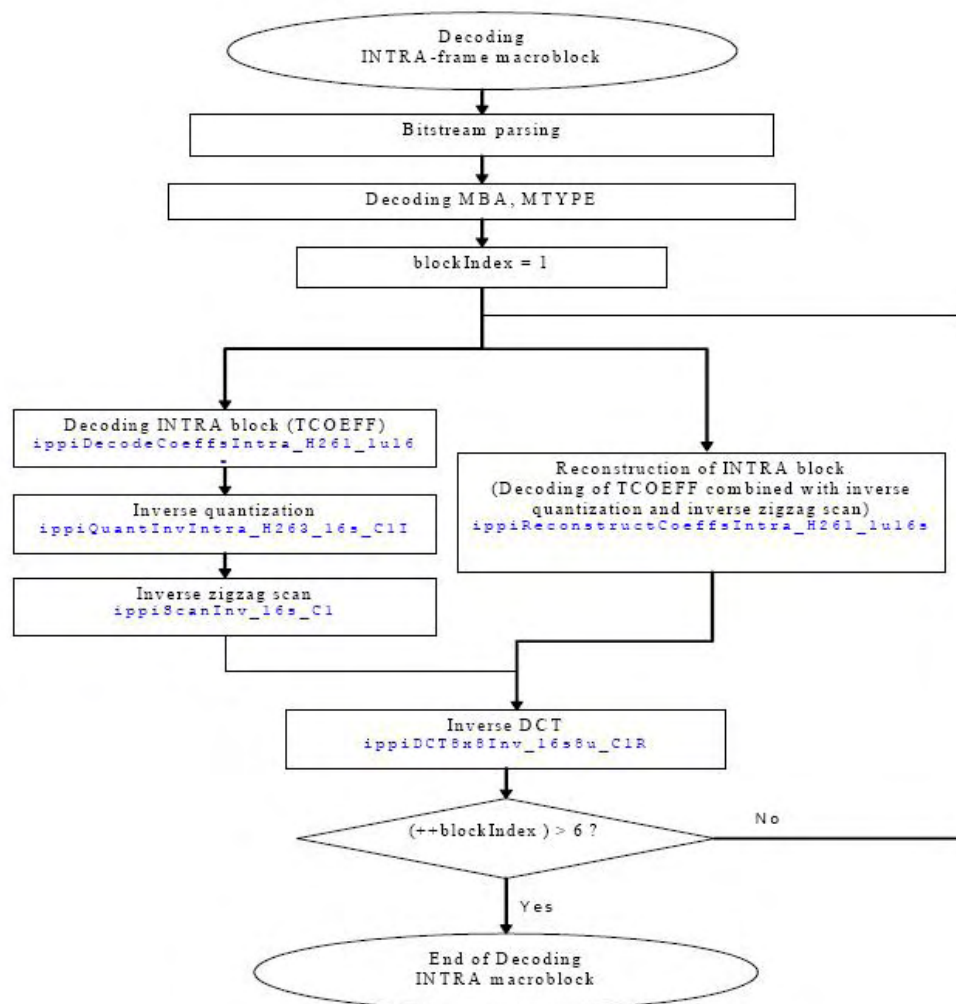 Decoding
INTRA-frame macroblock
Bitstream parsing
Decoding MBA, MTYPE
blockIndex = 1
Decoding INTRA block (TCOEFF)
ippiDecodeCoeffsIntra_H261_1u16
Inverse quantization
ippiQuantInvIntra_H263_16s_C1I
Inverse zigzag scan
ippiScanInv_16s_C1
Reconstruction of INTRA block
(Decoding of TCOEFF combined with inverse
quantization and inverse zigzag scan)
ippiReconstructCoeffsIntra_H261_1u16s
Inverse DCT
ippiDCT8x8Inv_16s8u_C1R
(++blockIndex ) > 6 ?
No
Yes
End of Decoding
INTRA macroblock